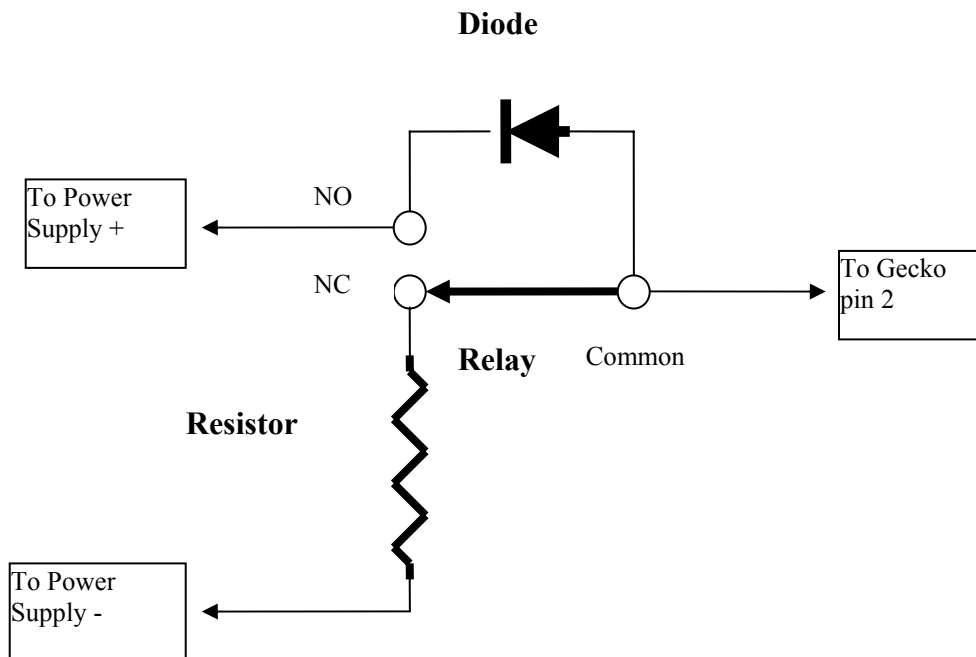 Diode
To Power
Supply +
NO
NC
To Gecko
pin 2
Relay
Common
Resistor
To Power
Supply -